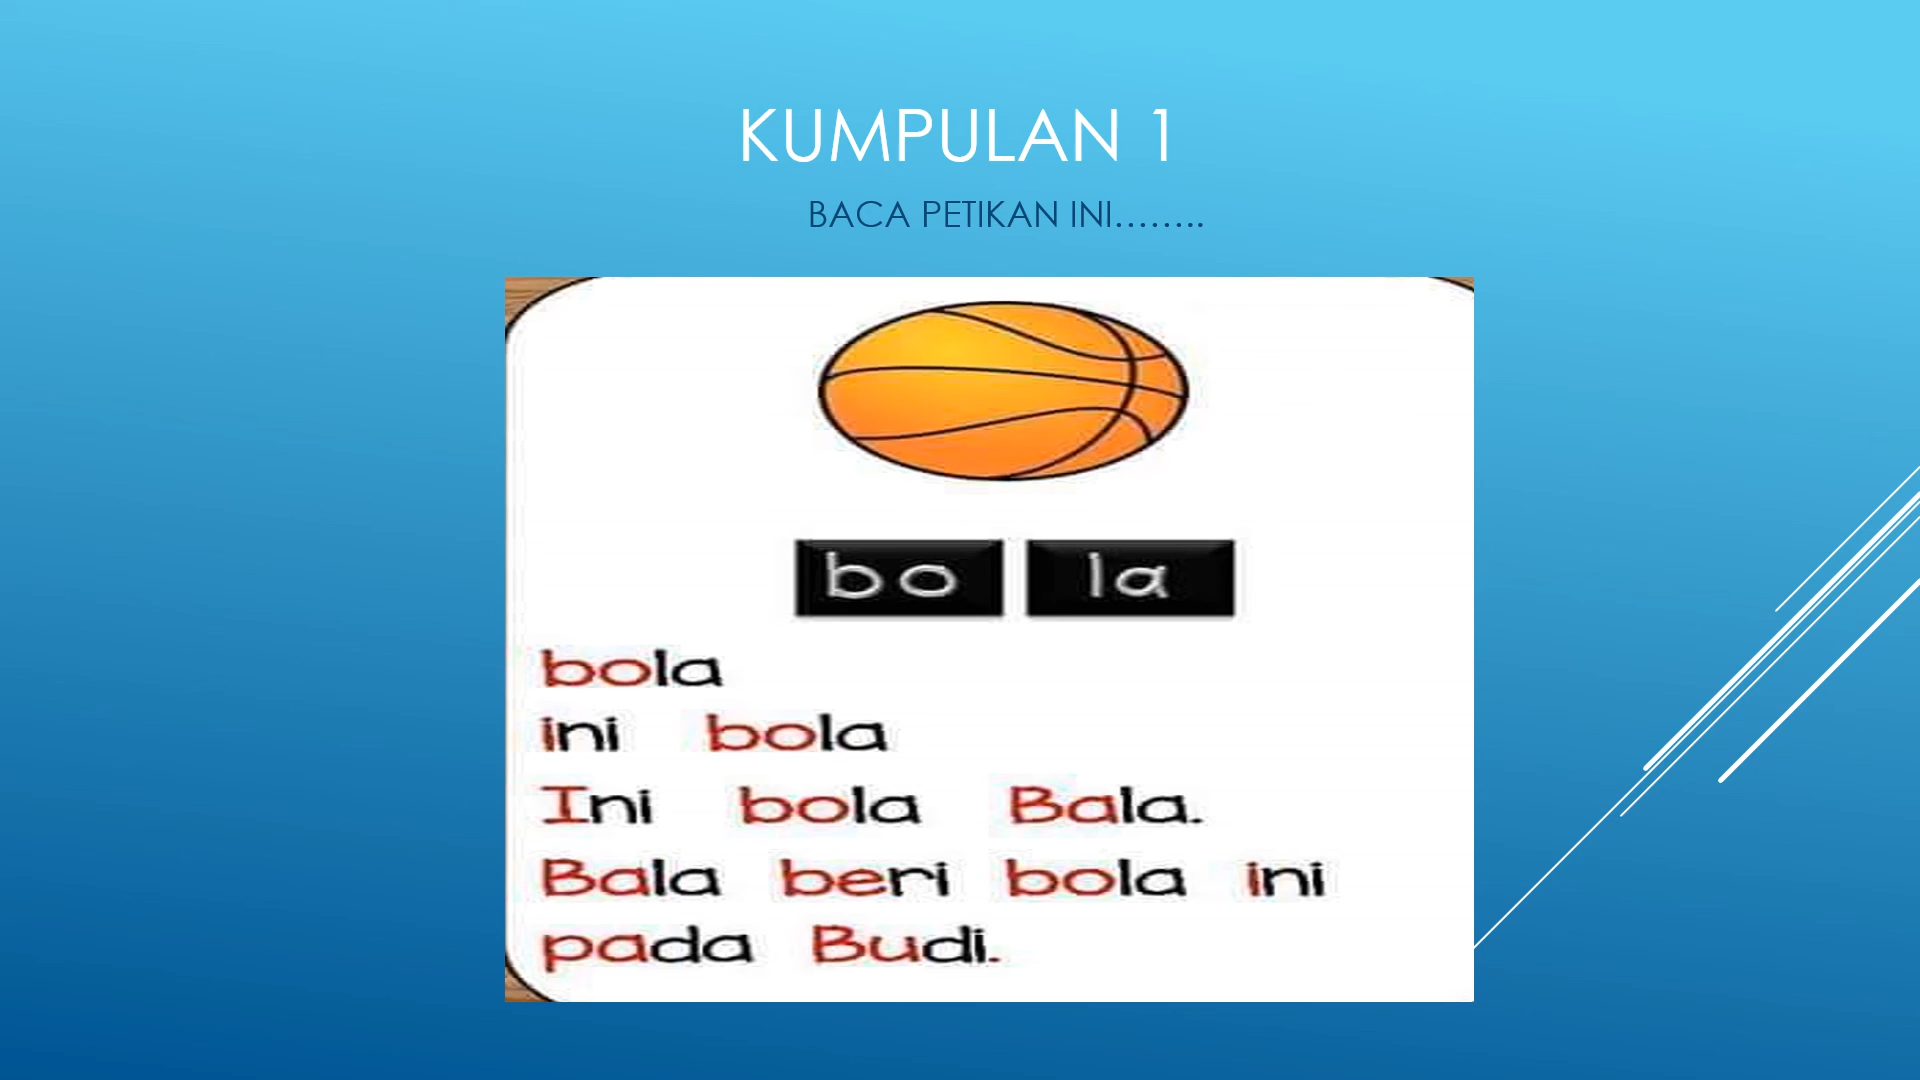 KUMPULAN 1
BACA PETIKAN INI........
bo la
bola
ini bola
Ini bola Bala.
Bala beri bola ini
pada Budi.